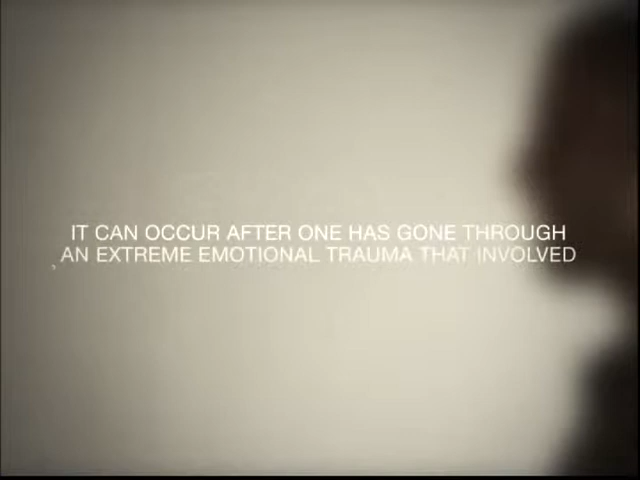 IT CAN OCCUR AFTER ONE HAS GONE THROUGH
AN EXTREME EMOTIONAL TRAUMA THAT INVOLVED